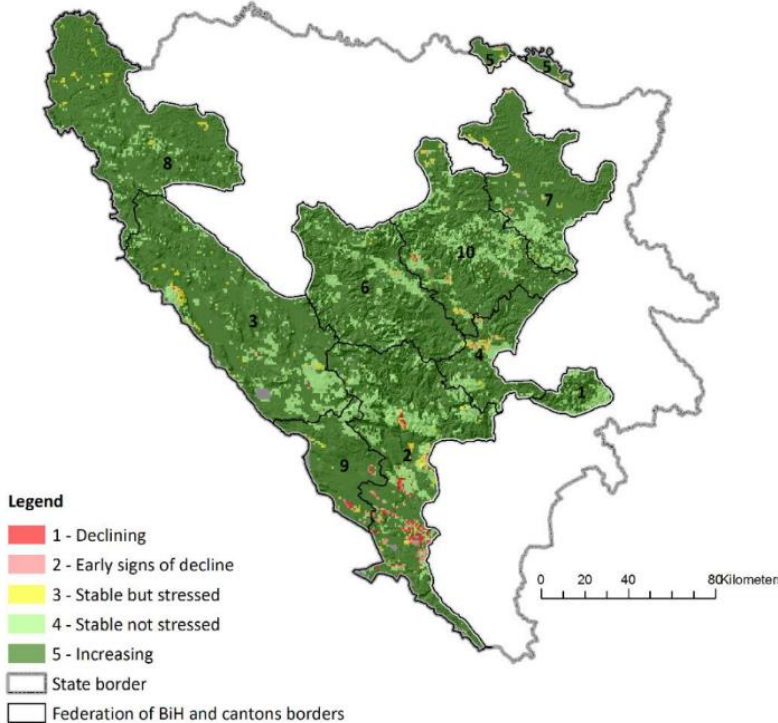 5
5
8
7
10
6
3
4
1
2
9
Legend
1 - Declining
2 - Early signs of decline
3 - Stable but stressed
4 - Stable not stressed
5 - Increasing
State border
Federation of BiH and cantons borders
0 20 40 80 Kilometers